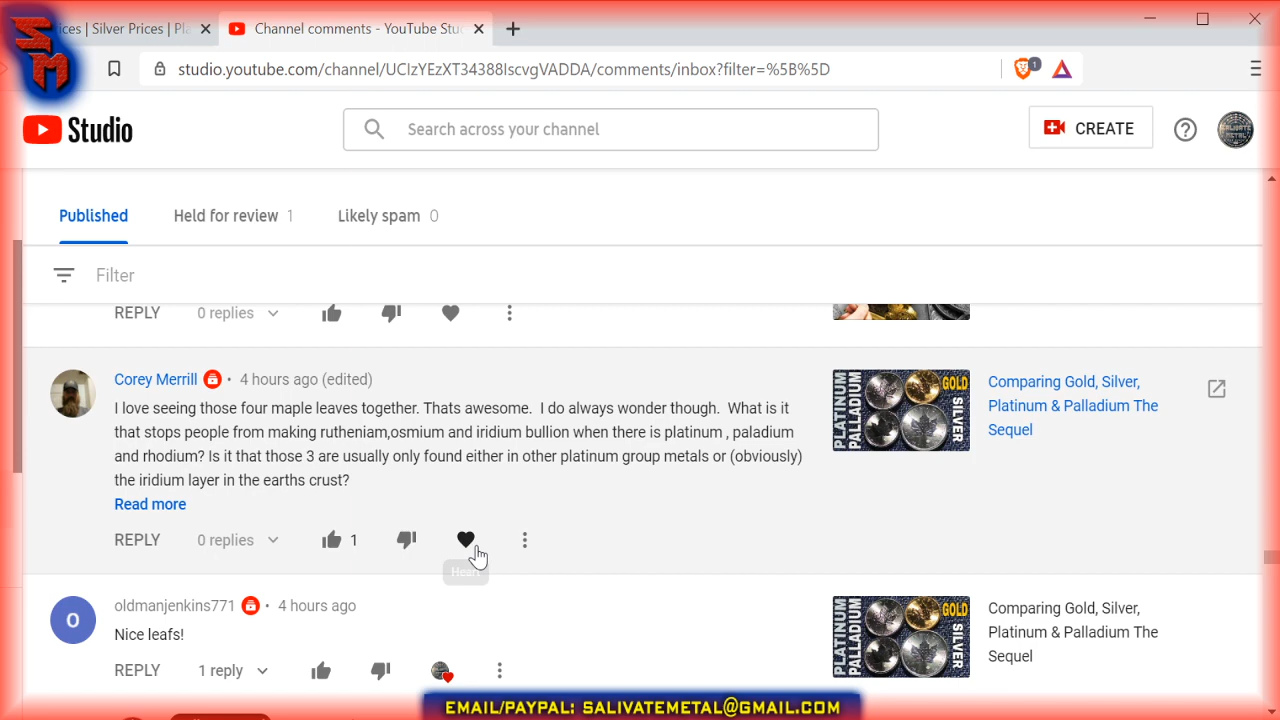 SM
ices | Silver Prices | Pla
Channel comments - YouTube Stud
studio.youtube.com/channel/UCIzYEzXT34388IscvgVADDA/comments/inbox?filter=%5B%5D
1
Studio
Search across your channel
CREATE
SALIVATE
METAL
Published
Held for review 1
Likely spam 0
Filter
REPLY
0 replies
Corey Merrill • 4 hours ago (edited)
I love seeing those four maple leaves together. Thats awesome. I do always wonder though. What is it
that stops people from making rutheniam,osmium and iridium bullion when there is platinum , paladium
and rhodium? Is it that those 3 are usually only found either in other platinum group metals or (obviously)
the iridium layer in the earths crust?
Read more
REPLY
0 replies
1
Heart
PLATINUM
PALLADIUM
GOLD
SILVER
Comparing Gold, Silver,
Platinum & Palladium The
Sequel
O
oldmanjenkins771 • 4 hours ago
Nice leafs!
REPLY
1 reply
PLATINUM
PALLADIUM
GOLD
SILVER
Comparing Gold, Silver,
Platinum & Palladium The
Sequel
EMAIL/PAYPAL: SALIVATEMETAL@GMAIL.COM